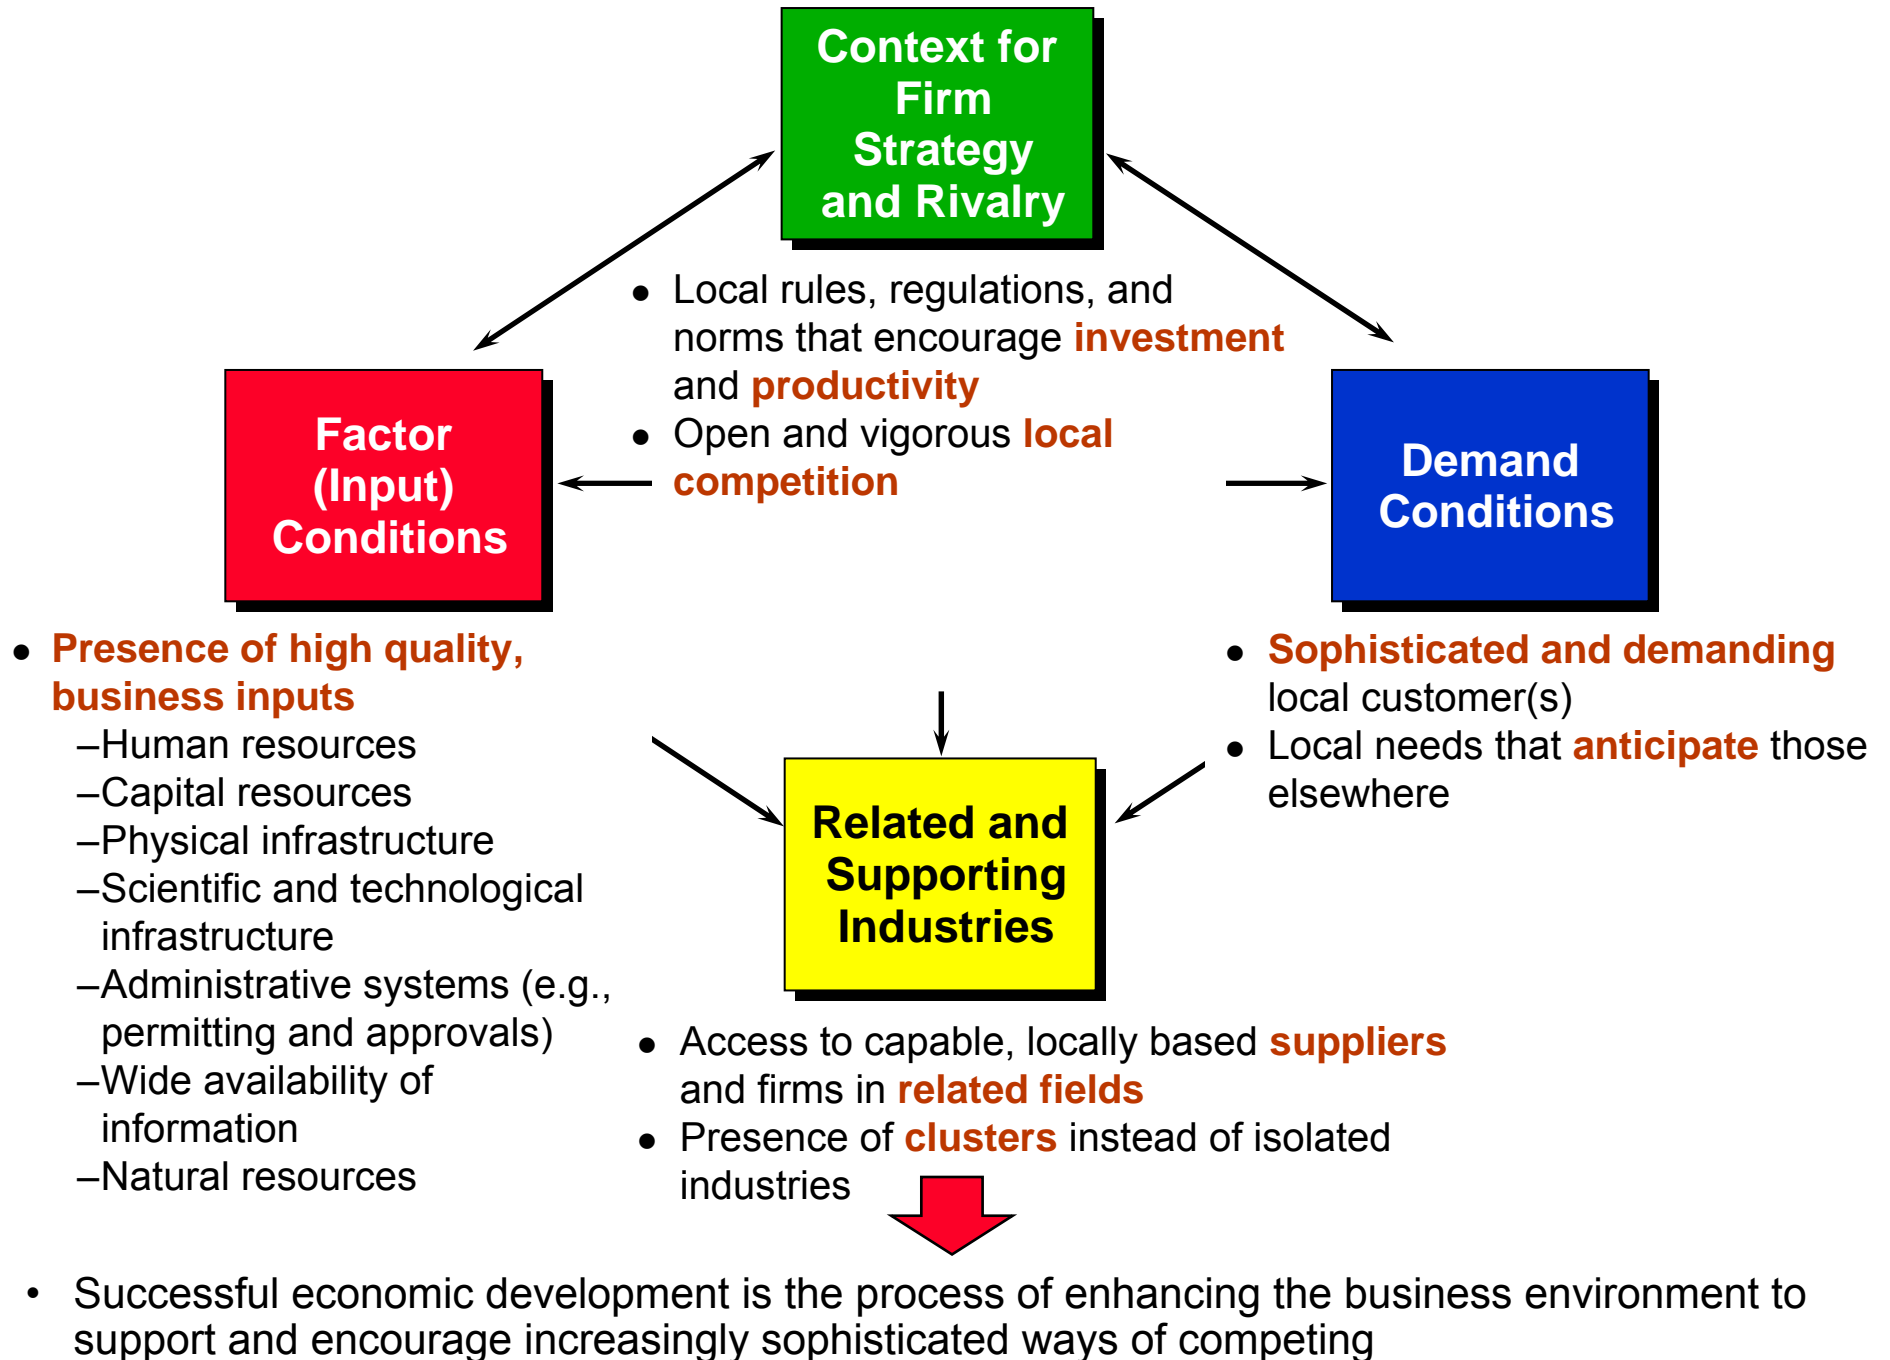 Context for
Firm
Strategy
and Rivalry
● Local rules, regulations, and
norms that encourage investment
and productivity
● Open and vigorous local
competition
Factor
(Input)
Conditions
Demand
Conditions
● Presence of high quality,
business inputs
–Human resources
–Capital resources
–Physical infrastructure
–Scientific and technological
infrastructure
–Administrative systems (e.g.,
permitting and approvals)
–Wide availability of
information
–Natural resources
● Sophisticated and demanding
local customer(s)
● Local needs that anticipate those
elsewhere
Related and
Supporting
Industries
● Access to capable, locally based suppliers
and firms in related fields
● Presence of clusters instead of isolated
industries
• Successful economic development is the process of enhancing the business environment to
support and encourage increasingly sophisticated ways of competing